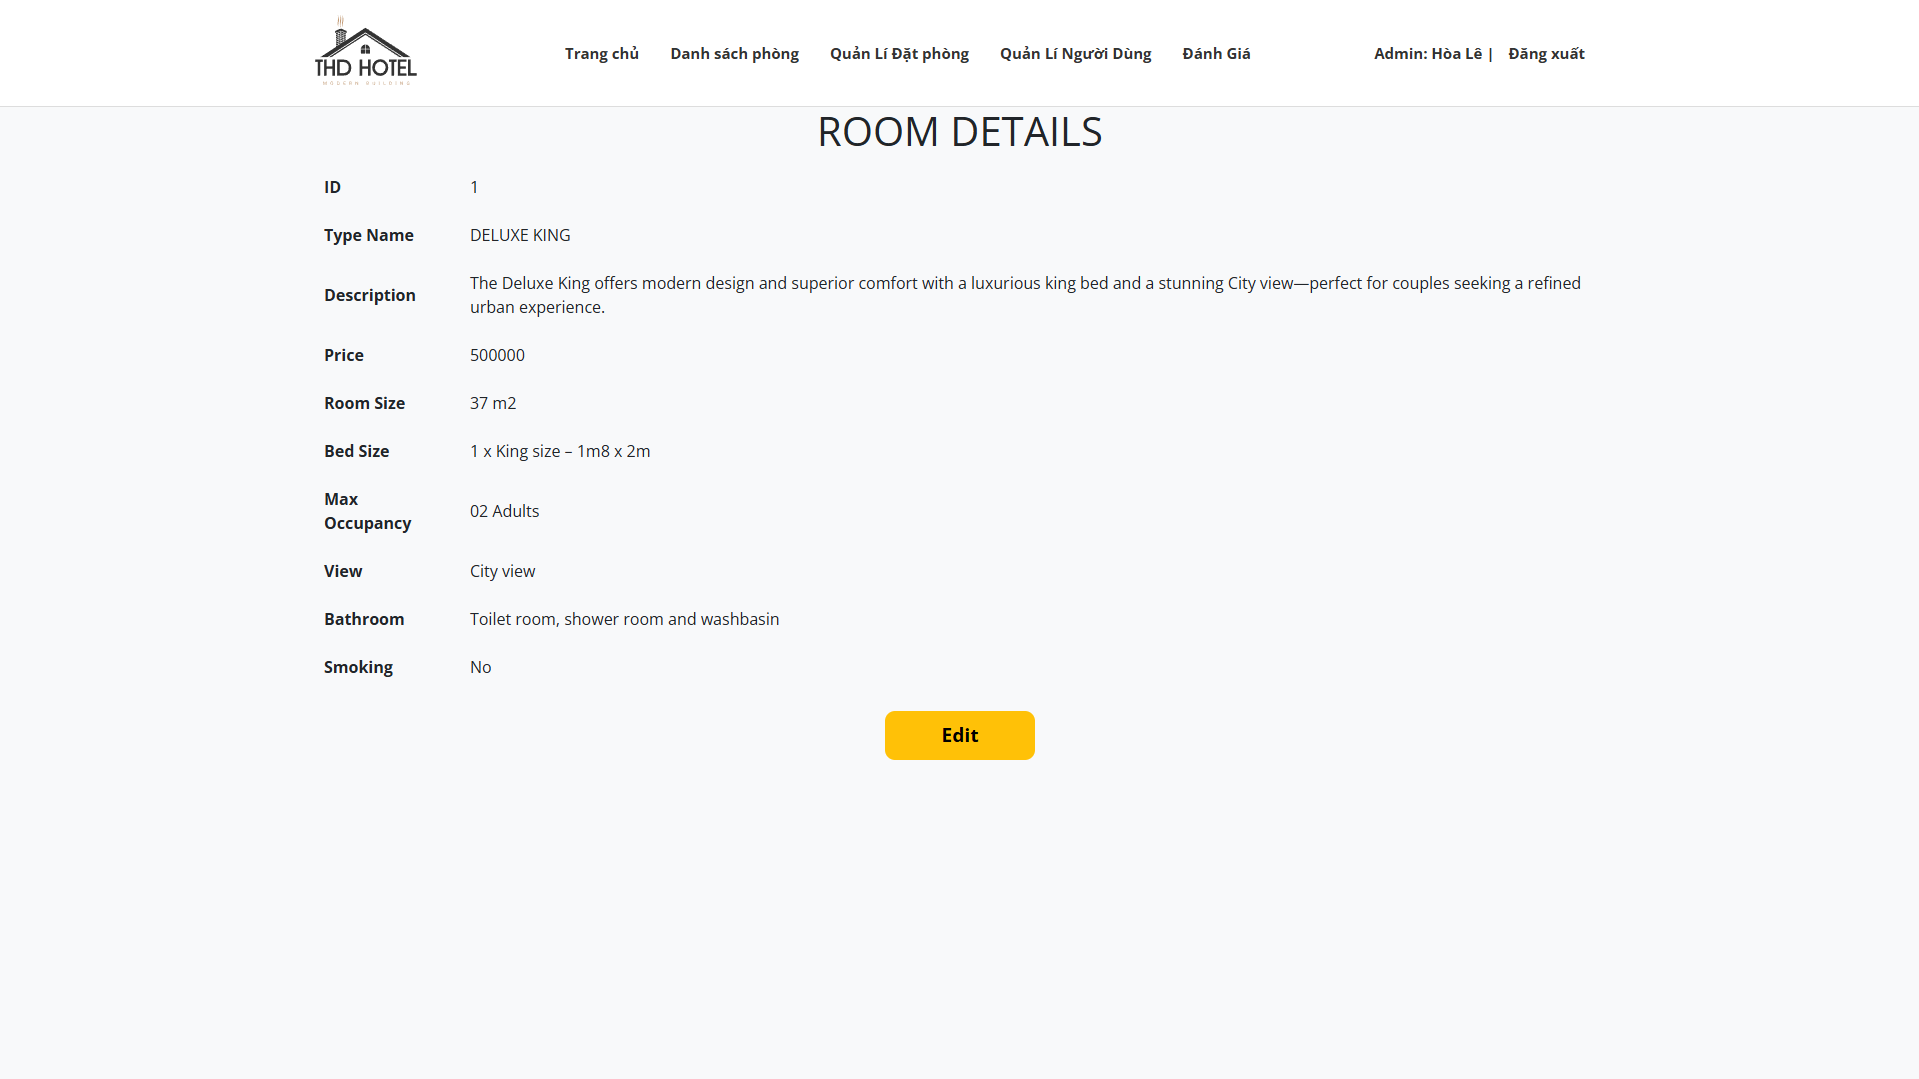 THD HOTEL
MODERN BUILDING
Trang chủ
Danh sách phòng
Quản Lí Đặt phòng
Quản Lí Người Dùng
Đánh Giá
Admin: Hòa Lê |
Đăng xuất
ROOM DETAILS
ID 1
Type Name DELUXE KING
Description The Deluxe King offers modern design and superior comfort with a luxurious king bed and a stunning City view—perfect for couples seeking a refined
urban experience.
Price 500000
Room Size 37 m2
Bed Size 1 x King size – 1m8 x 2m
Max
Occupancy 02 Adults
View City view
Bathroom Toilet room, shower room and washbasin
Smoking No
Edit